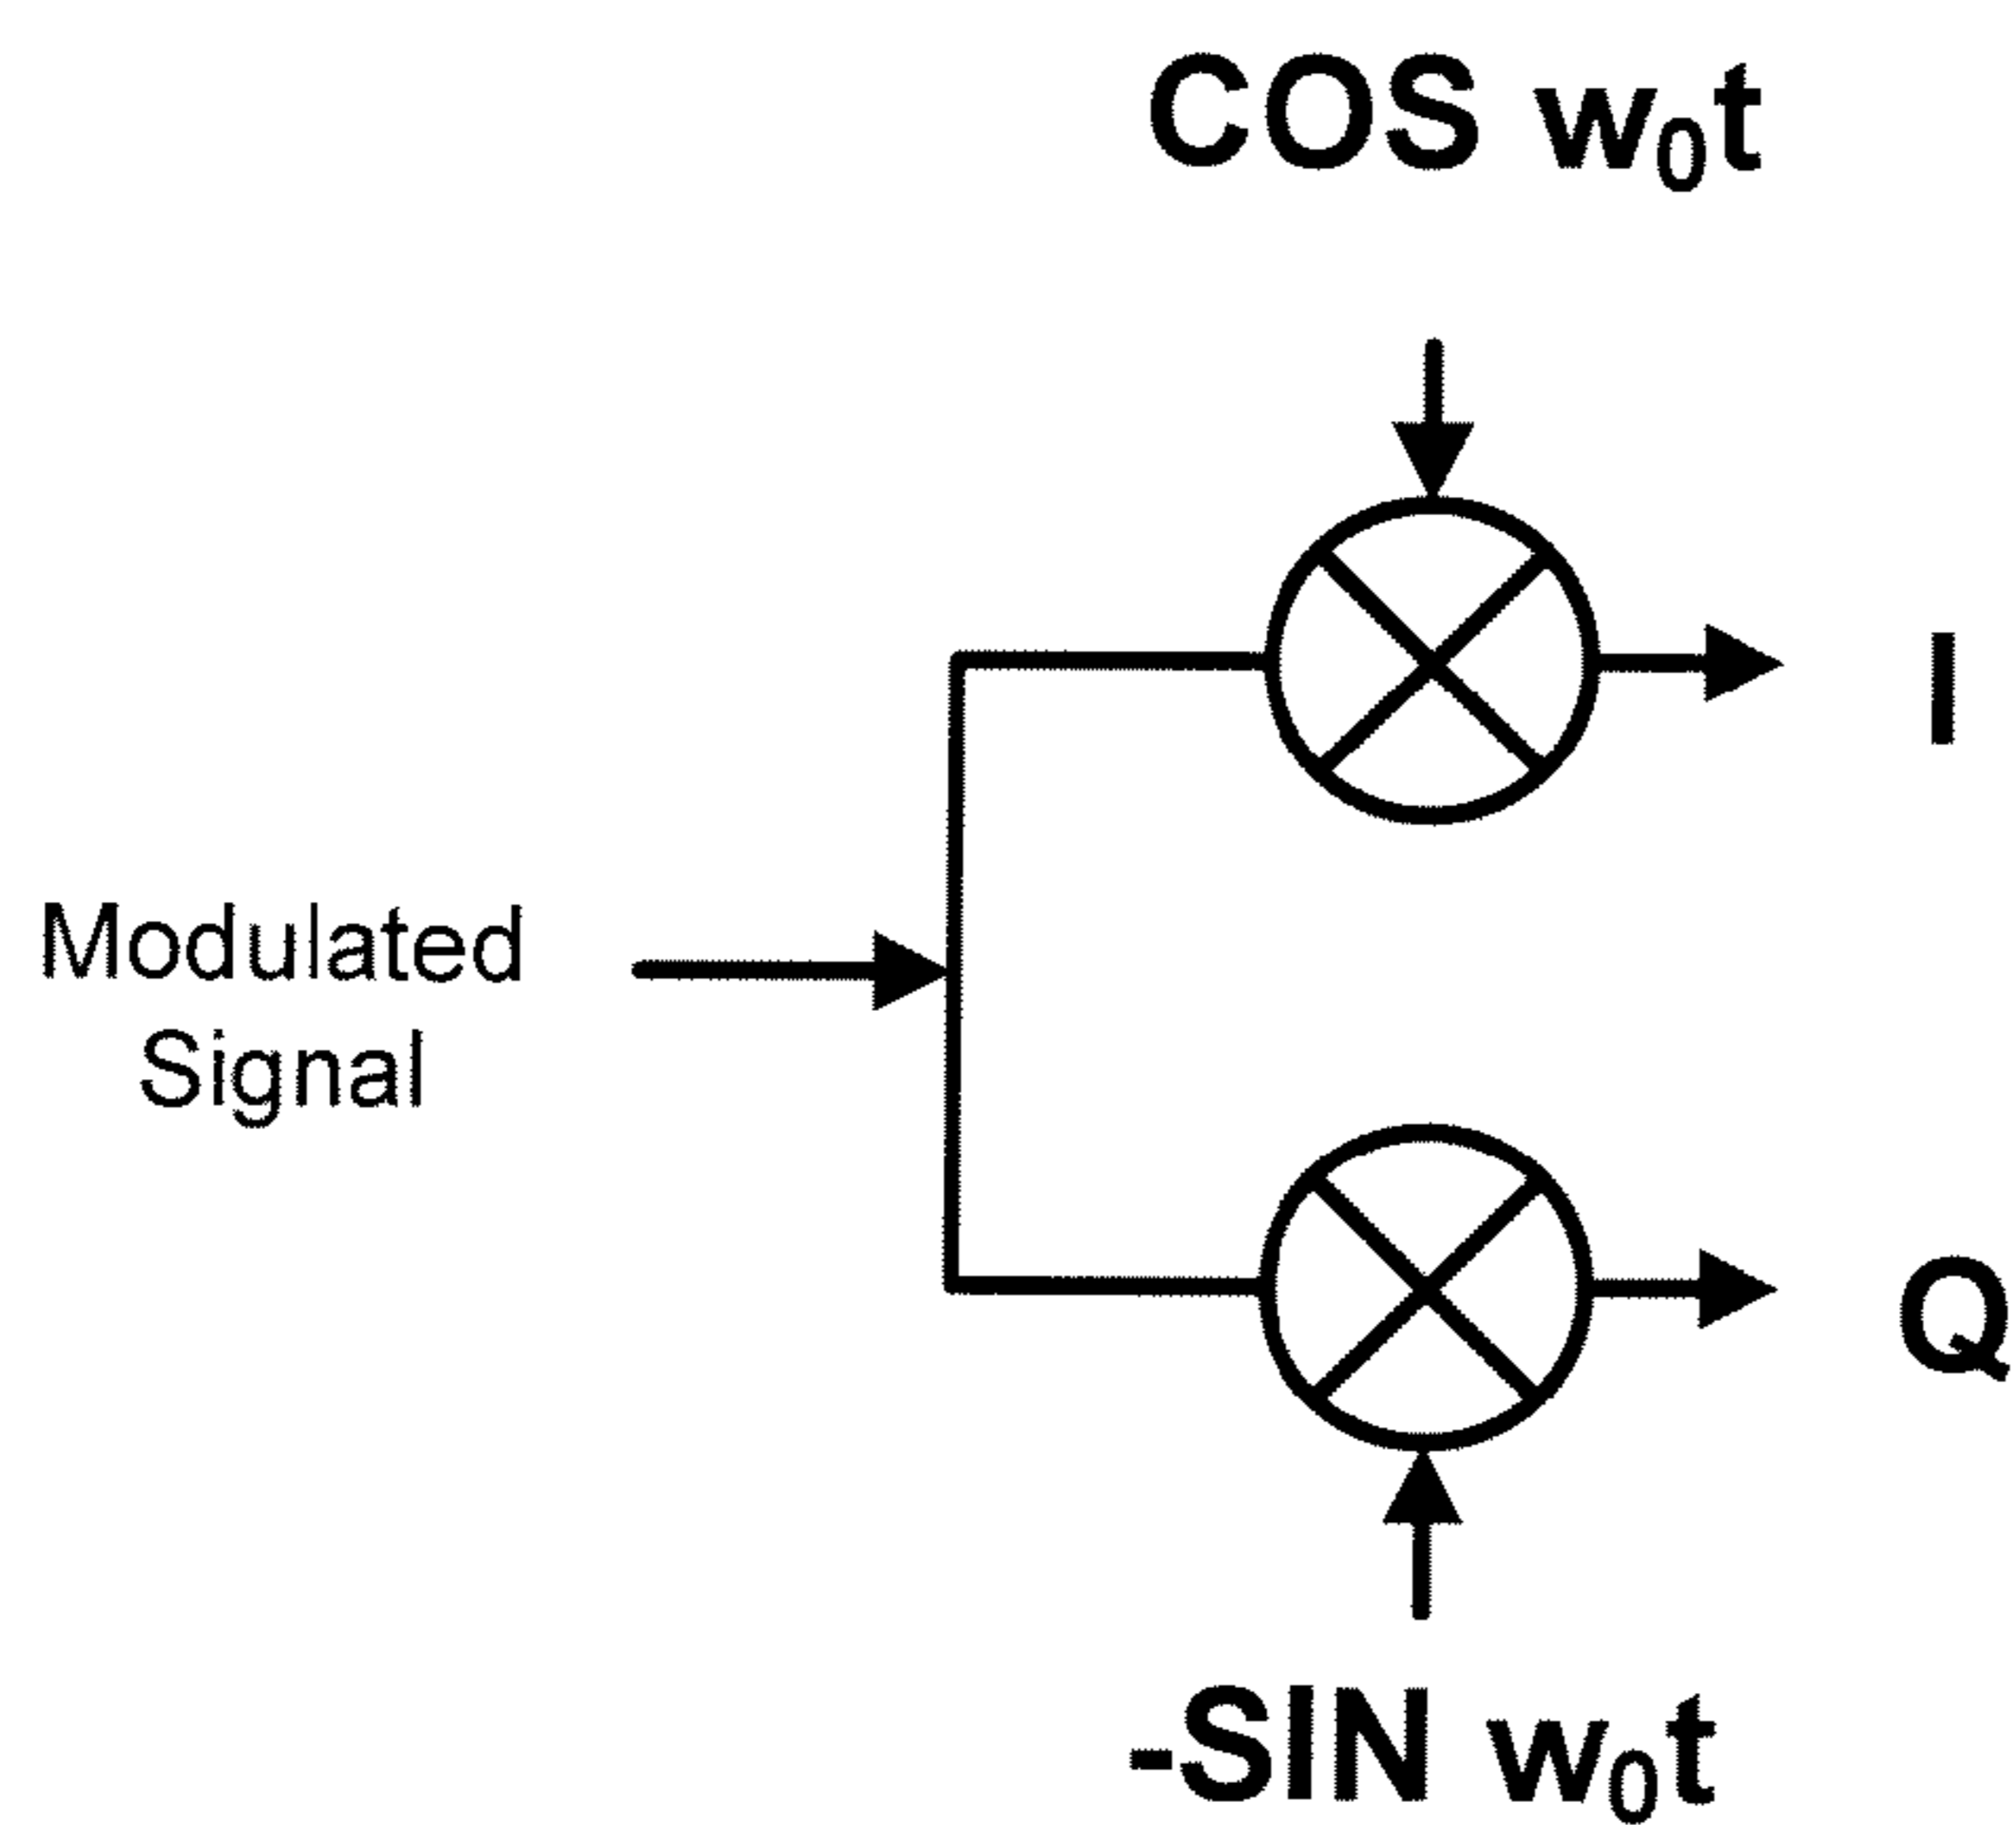 COS w₀t
I
Modulated
Signal
Q
-SIN w₀t